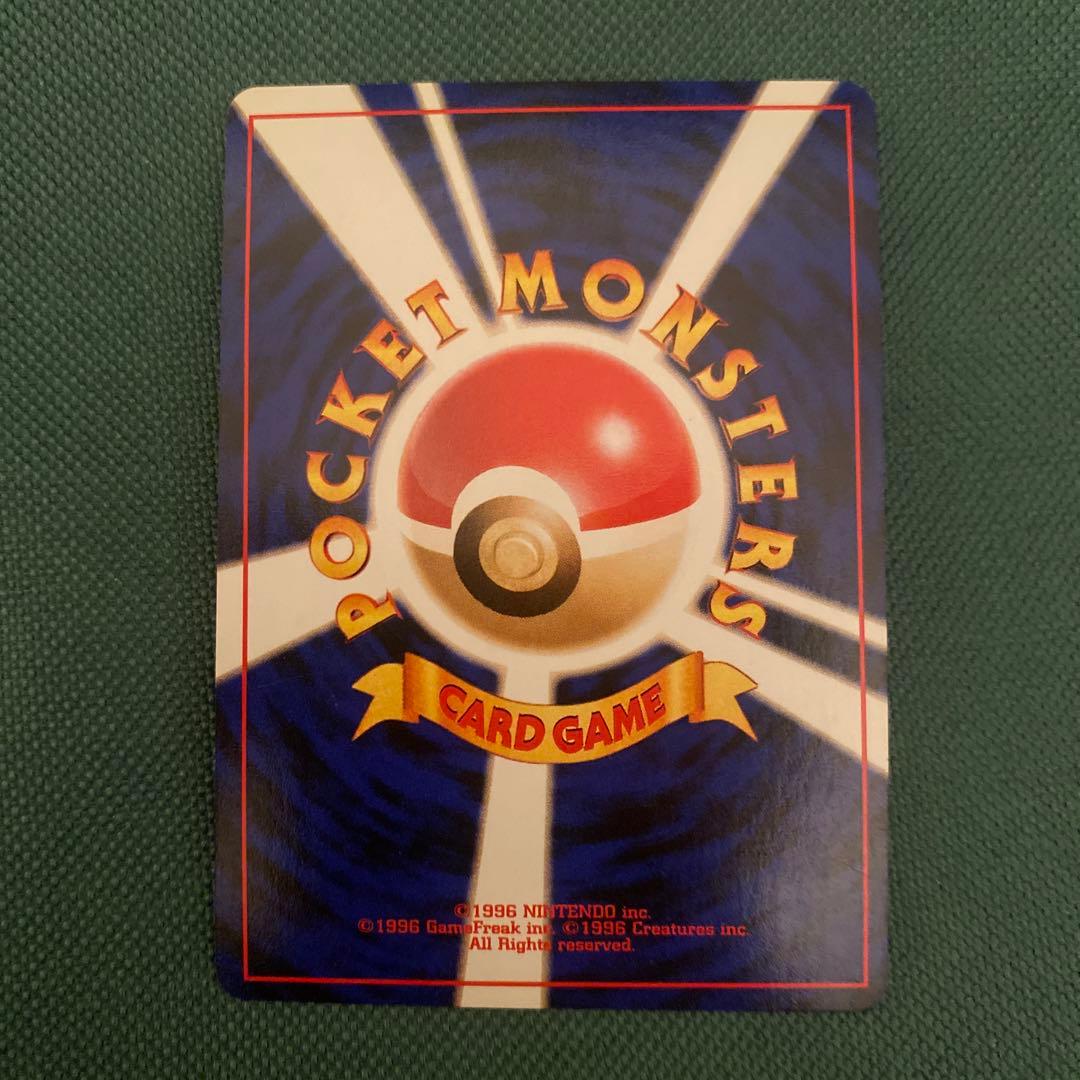 POCKET MONSTERS
CARD GAME
©1996 NINTENDO inc.
©1996 GameFreak inc. ©1996 Creatures inc.
All Rights reserved.